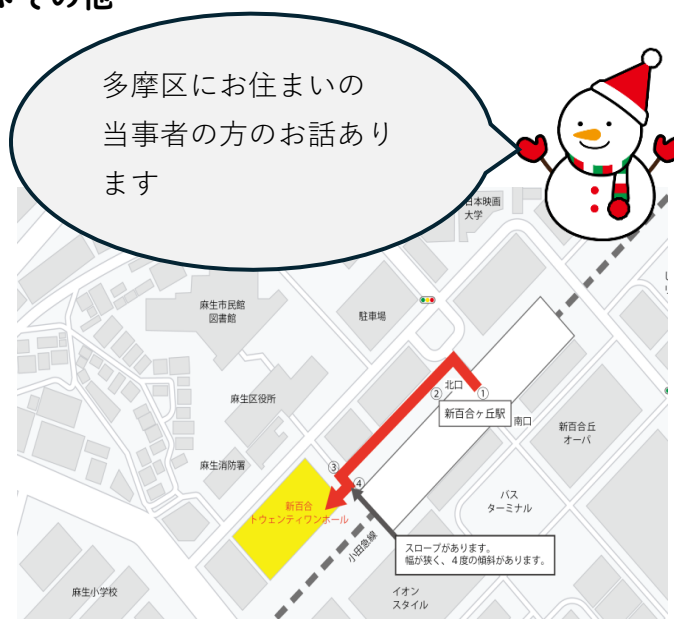 その他
多摩区にお住まいの
当事者の方のお話あり
ます
日本映画
大学
麻生市民館
図書館
駐車場
北口
②
①
麻生区役所
新百合ヶ丘駅
南口
新百合丘
オーパ
麻生消防署
③
④
新百合
トウェンティワンホール
バス
ターミナル
小田急線
スロープがあります。
幅が狭く、4度の傾斜があります。
麻生小学校
イオン
スタイル